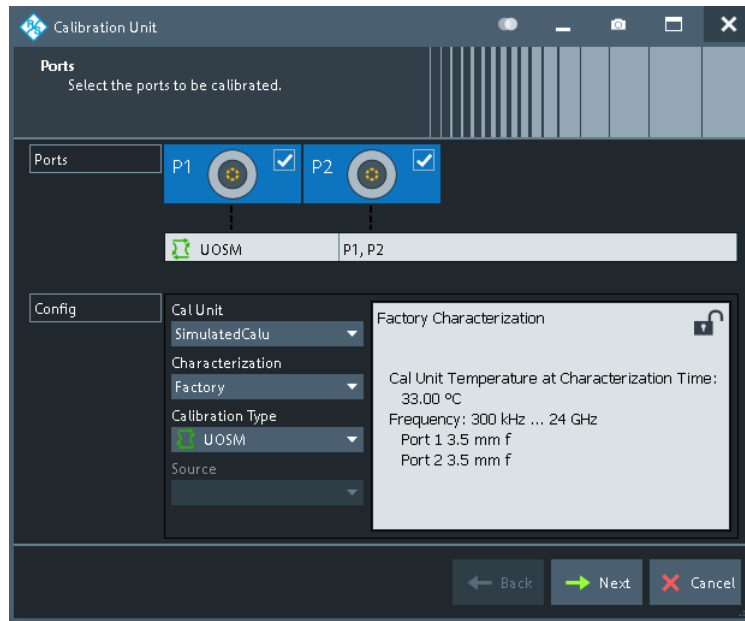 Calibration Unit
Ports
Select the ports to be calibrated.
Ports
P1
P2
UOSM
P1, P2
Config
Cal Unit
SimulatedCalu
Characterization
Factory
Calibration Type
UOSM
Source
Factory Characterization
Cal Unit Temperature at Characterization Time:
33.00 °C
Frequency: 300 kHz ... 24 GHz
Port 1 3.5 mm f
Port 2 3.5 mm f
Back
Next
Cancel